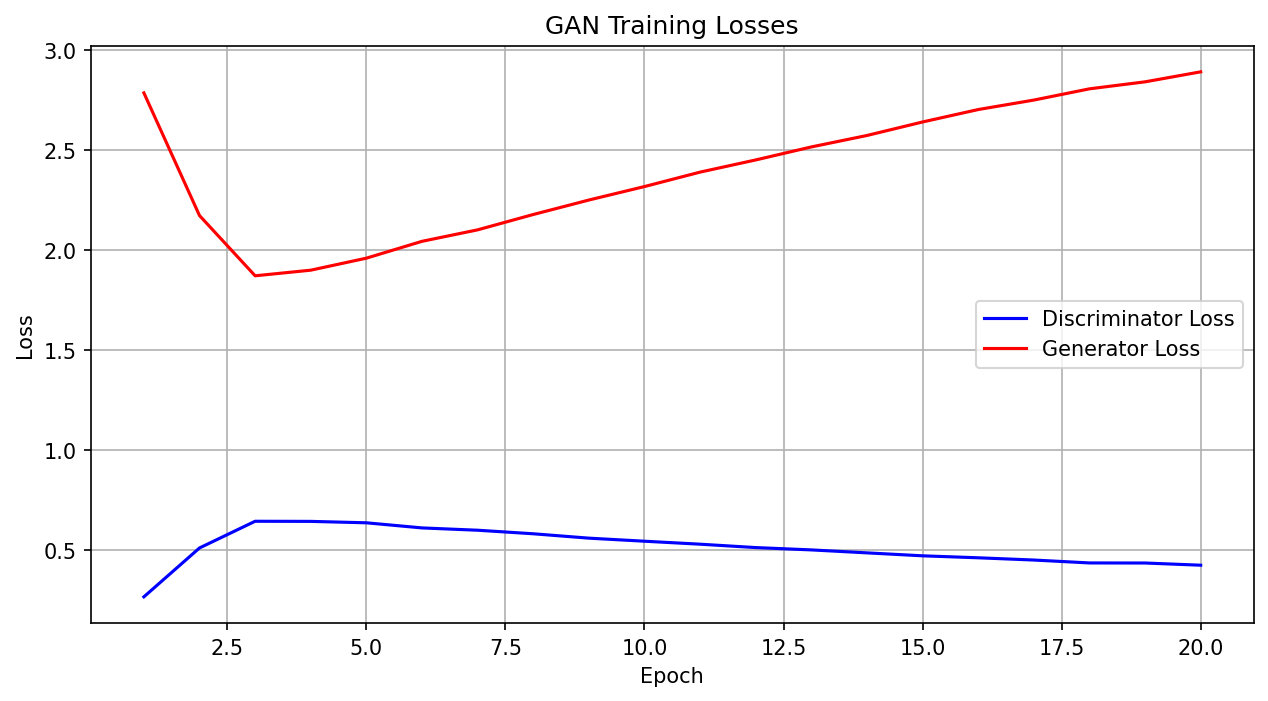 GAN Training Losses
3.0
2.5
2.0
1.5
1.0
0.5
Loss
Discriminator Loss
Generator Loss
2.5 5.0 7.5 10.0 12.5 15.0 17.5 20.0
Epoch